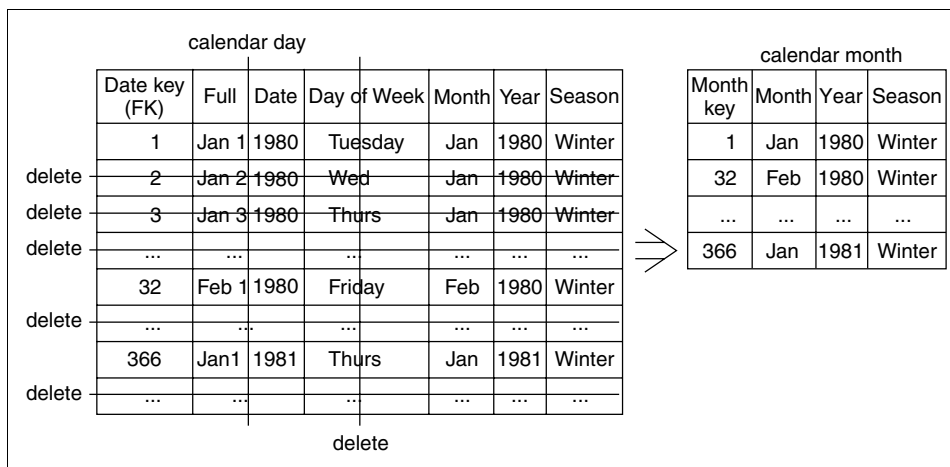 calendar day
Date key (FK) Full Date Day of Week Month Year Season
1 Jan 1 1980 Tuesday Jan 1980 Winter
delete 2 Jan 2 1980 Wed Jan 1980 Winter
delete 3 Jan 3 1980 Thurs Jan 1980 Winter
delete ... ... ... ... ... ...
32 Feb 1 1980 Friday Feb 1980 Winter
delete ... ... ... ... ... ...
366 Jan1 1981 Thurs Jan 1981 Winter
delete ... ... ... ... ... ...
delete
calendar month
Month key Month Year Season
1 Jan 1980 Winter
32 Feb 1980 Winter
... ... ... ...
366 Jan 1981 Winter